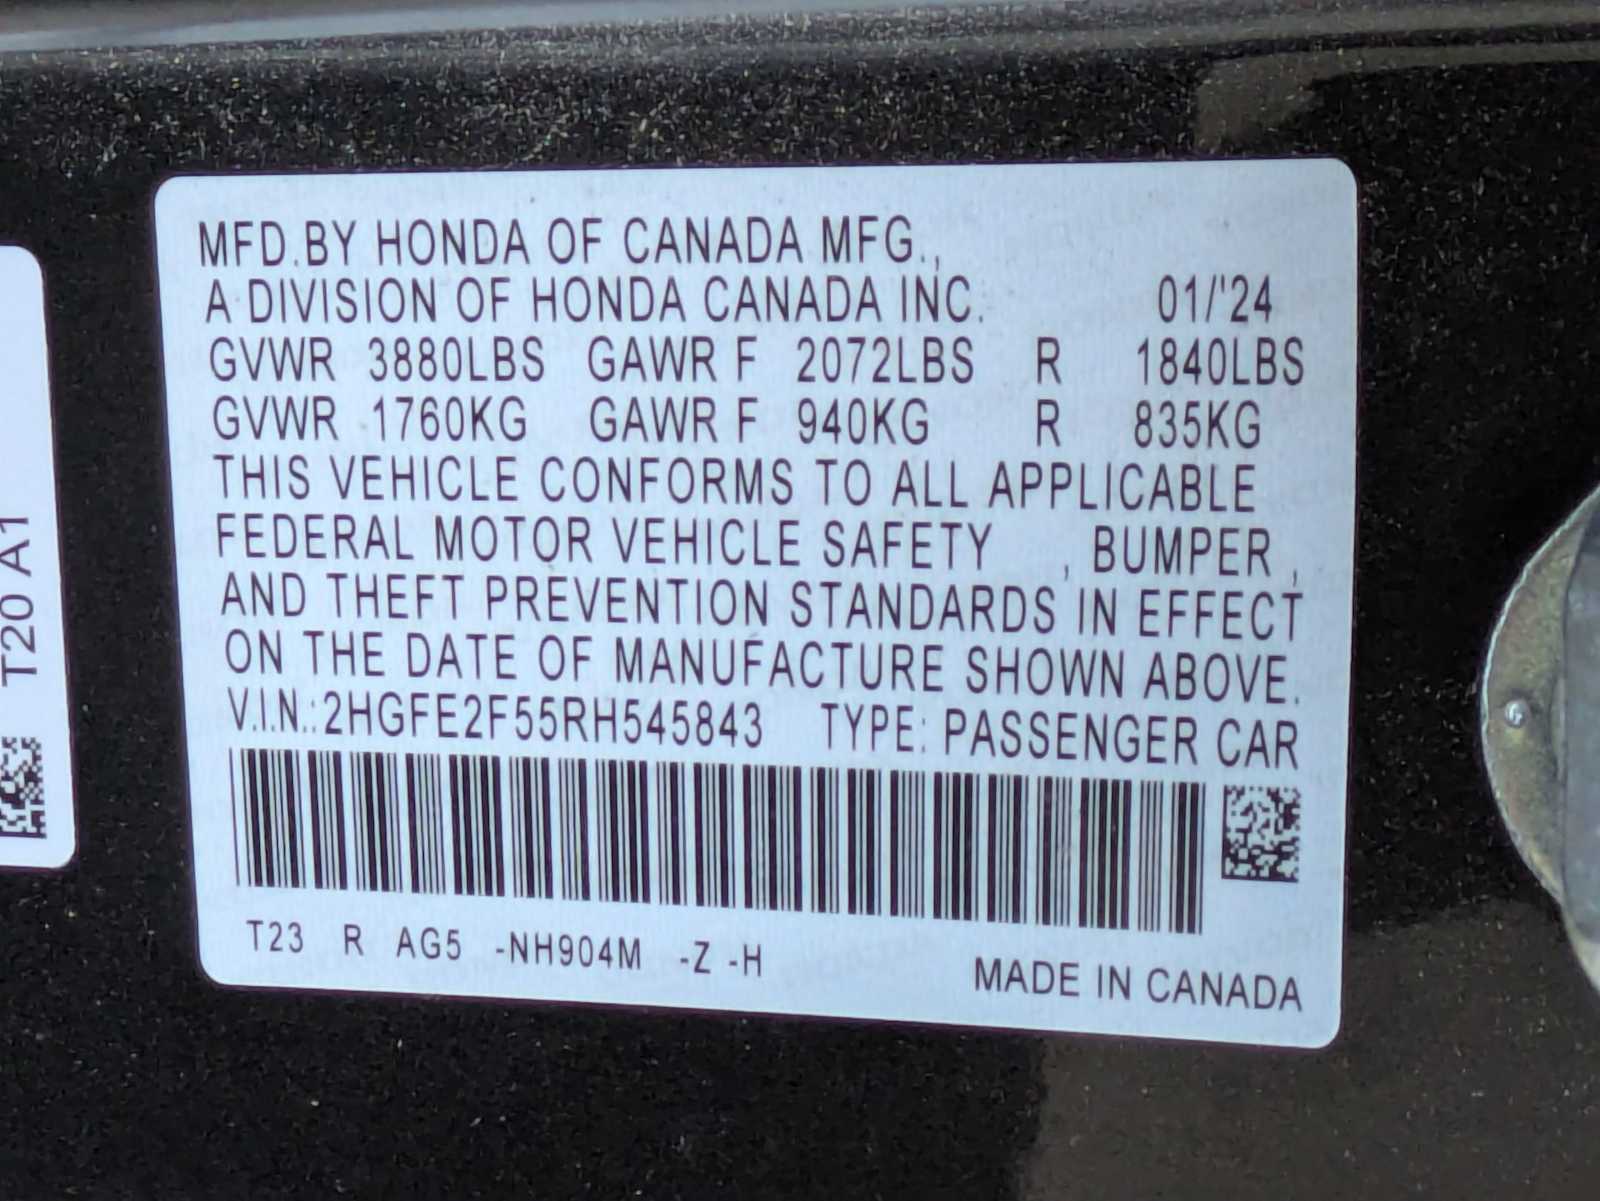 MFD.BY HONDA OF CANADA MFG.,
A DIVISION OF HONDA CANADA INC. 01/'24
GVWR 3880LBS GAWR F 2072LBS R 1840LBS
GVWR 1760KG GAWR F 940KG R 835KG
THIS VEHICLE CONFORMS TO ALL APPLICABLE
FEDERAL MOTOR VEHICLE SAFETY , BUMPER ,
AND THEFT PREVENTION STANDARDS IN EFFECT
ON THE DATE OF MANUFACTURE SHOWN ABOVE.
V.I.N.:2HGFE2F55RH545843 TYPE: PASSENGER CAR
T23 R AG5 -NH904M -Z -H
MADE IN CANADA
T20 A1